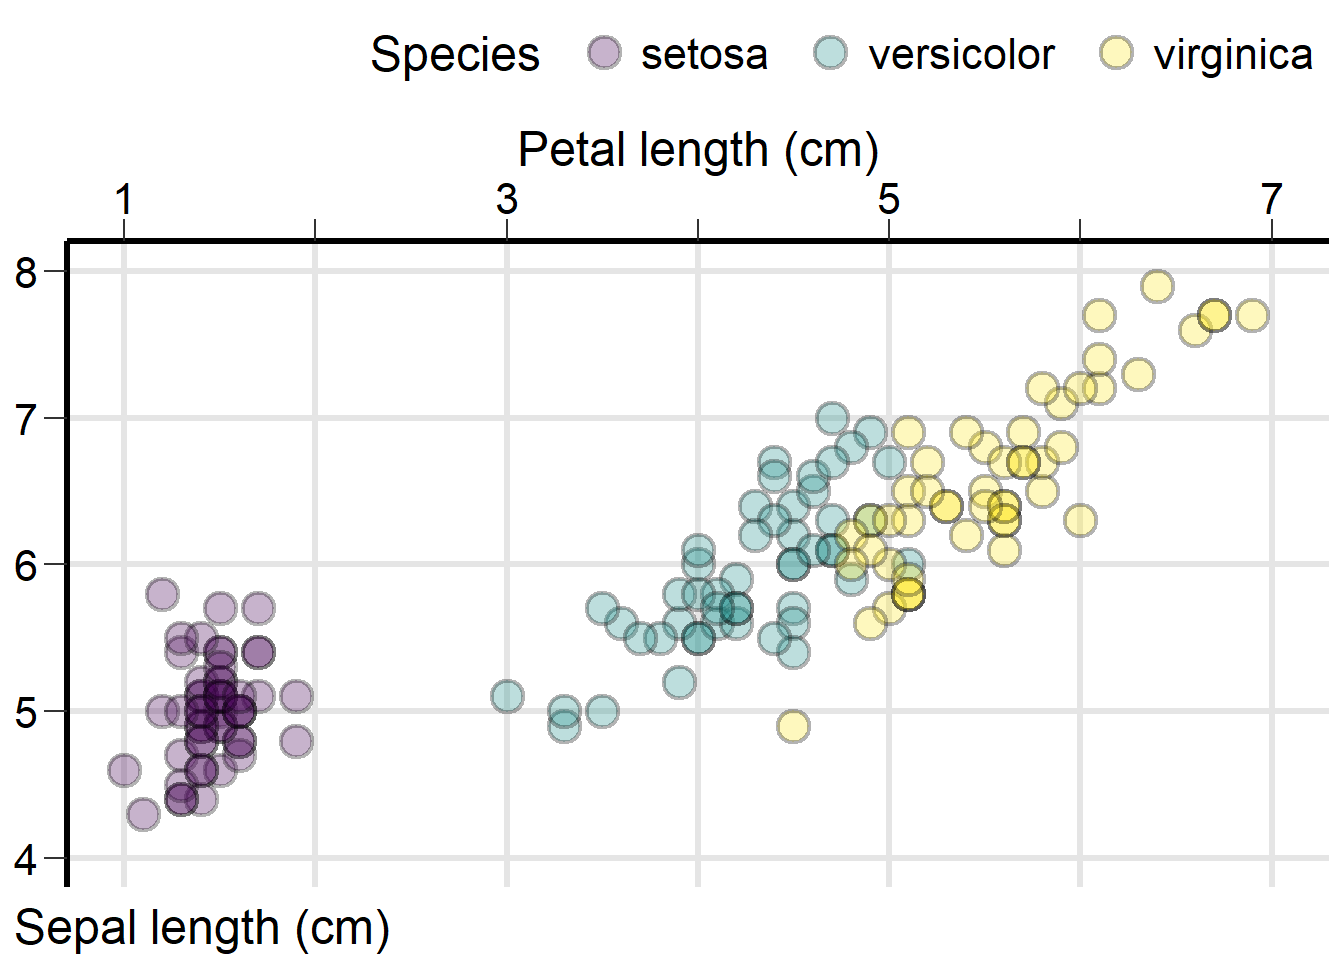 Species setosa versicolor virginica
Petal length (cm)
1 3 5 7
8
7
6
5
4
Sepal length (cm)